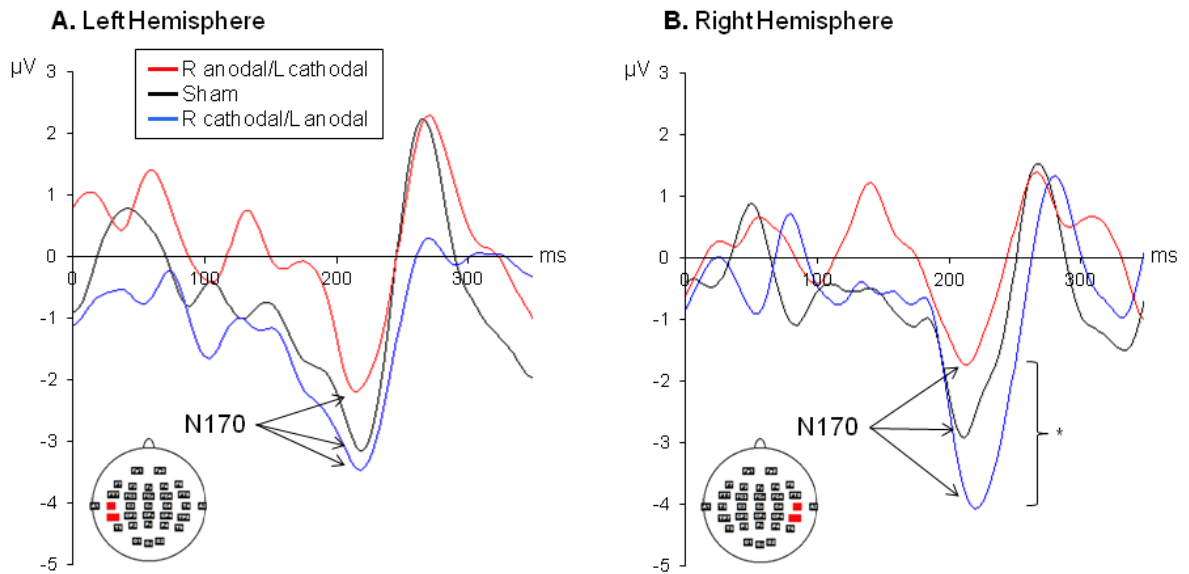 A. Left Hemisphere
µV
R anodal/L cathodal
Sham
R cathodal/L anodal
3
2
1
0
-1
-2
-3
-4
-5
0
100
200
300
ms
N170
B. Right Hemisphere
µV
3
2
1
0
-1
-2
-3
-4
-5
0
100
200
300
ms
N170
*